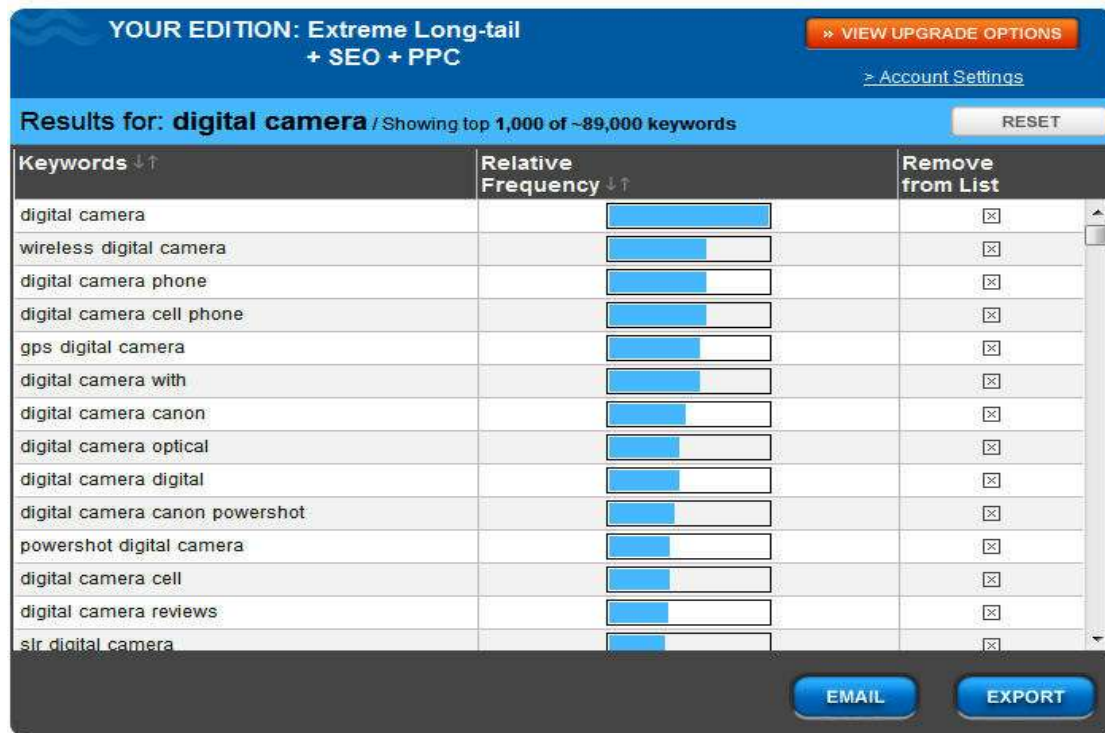 YOUR EDITION: Extreme Long-tail
+ SEO + PPC
» VIEW UPGRADE OPTIONS
> Account Settings
Results for: digital camera / Showing top 1,000 of ~89,000 keywords
RESET
Keywords ↓↑ Relative Frequency ↓↑ Remove from List
digital camera
wireless digital camera
digital camera phone
digital camera cell phone
gps digital camera
digital camera with
digital camera canon
digital camera optical
digital camera digital
digital camera canon powershot
powershot digital camera
digital camera cell
digital camera reviews
slr digital camera
EMAIL
EXPORT